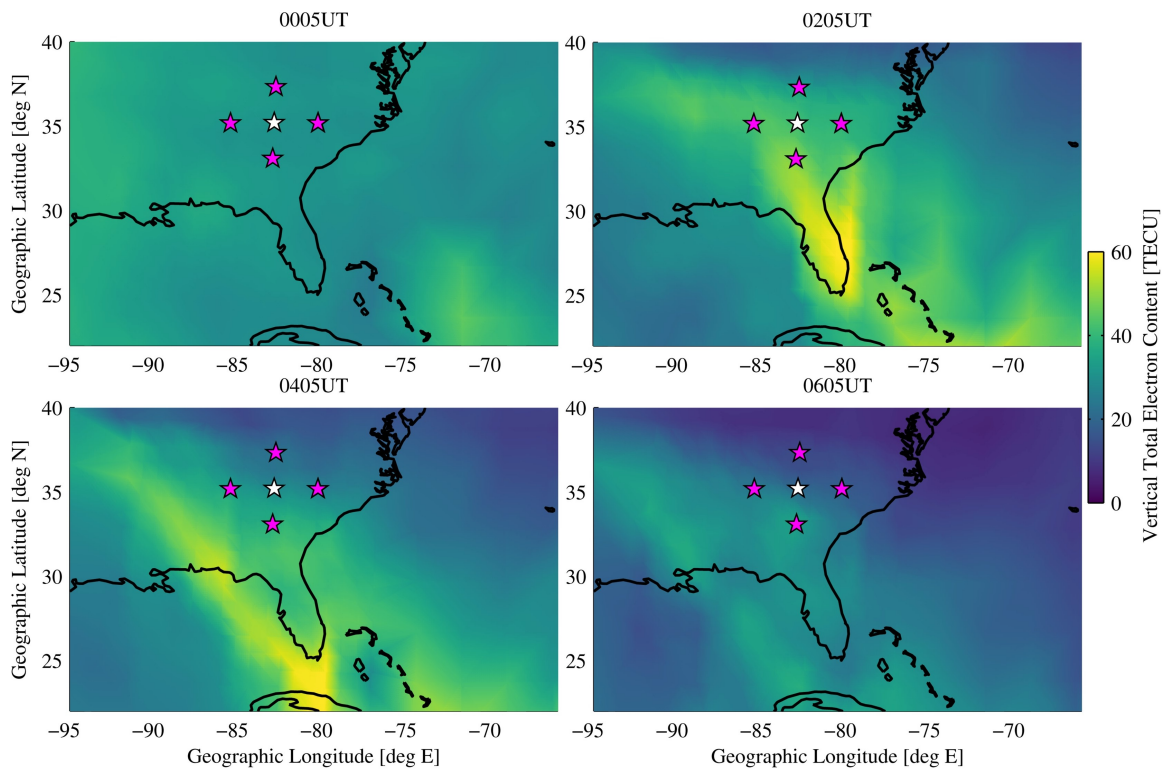 0005UT
0205UT
40
35
30
25
Geographic Latitude [deg N]
−95 −90 −85 −80 −75 −70
40
35
30
25
−95 −90 −85 −80 −75 −70
0405UT
0605UT
40
35
30
25
Geographic Latitude [deg N]
−95 −90 −85 −80 −75 −70
Geographic Longitude [deg E]
40
35
30
25
−95 −90 −85 −80 −75 −70
Geographic Longitude [deg E]
60
40
20
0
Vertical Total Electron Content [TECU]